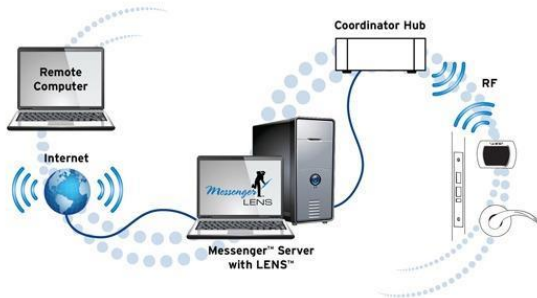 Coordinator Hub
Remote
Computer
RF
Internet
Messenger
LENS
Messenger™ Server
with LENS™